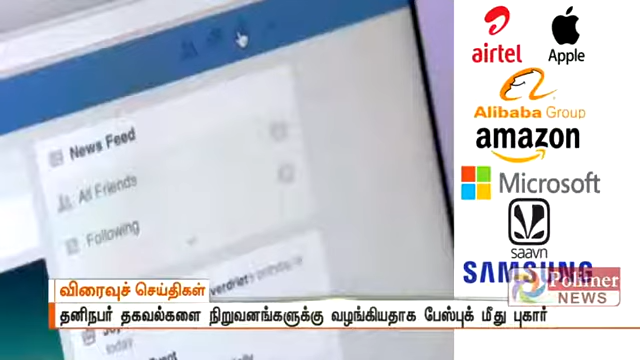 News Feed
All Friends
Following
today
airtel
Apple
Alibaba Group
amazon
Microsoft
saavn
SAMSUNG
Polimer
NEWS
விரைவுச் செய்திகள்
தனிநபர் தகவல்களை நிறுவனங்களுக்கு வழங்கியதாக பேஸ்புக் மீது புகார்